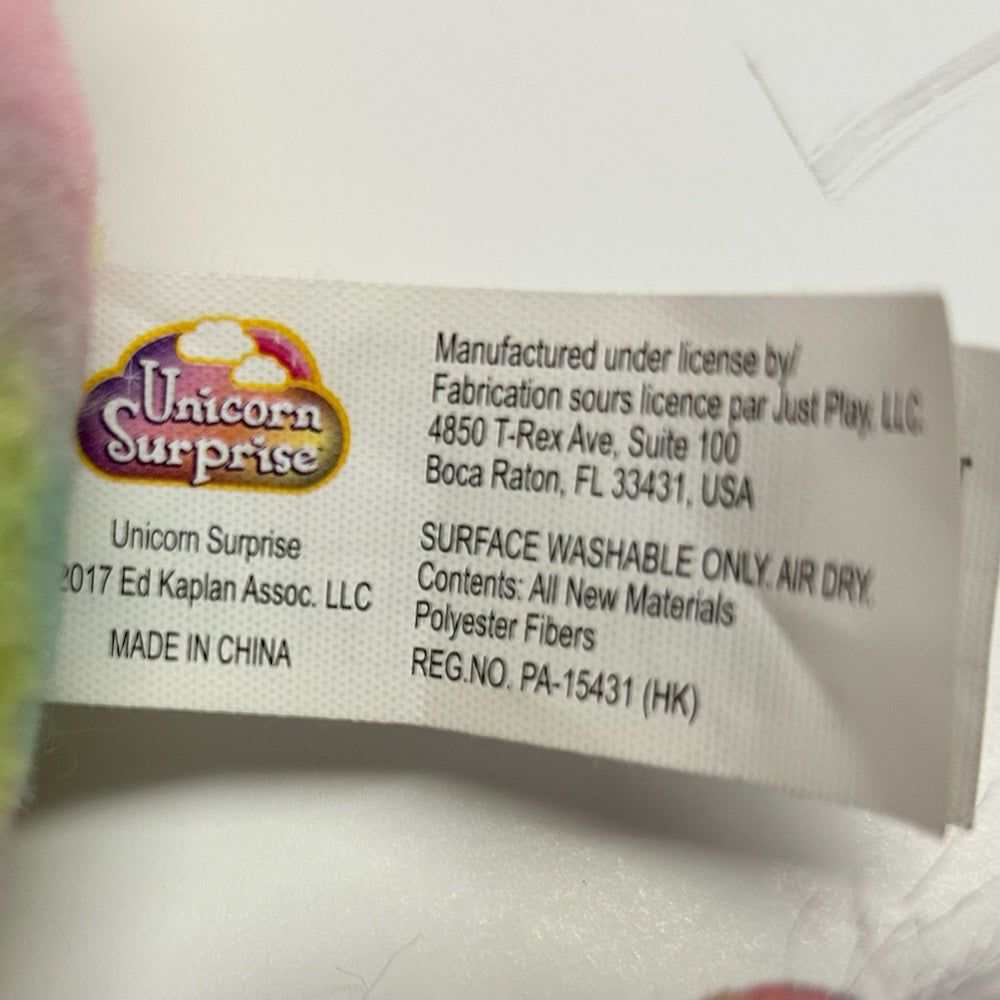 Unicorn
Surprise
Unicorn Surprise
2017 Ed Kaplan Assoc. LLC
MADE IN CHINA
Manufactured under license by/
Fabrication sours licence par Just Play, LLC.
4850 T-Rex Ave, Suite 100
Boca Raton, FL 33431, USA
SURFACE WASHABLE ONLY. AIR DRY.
Contents: All New Materials
Polyester Fibers
REG.NO. PA-15431 (HK)